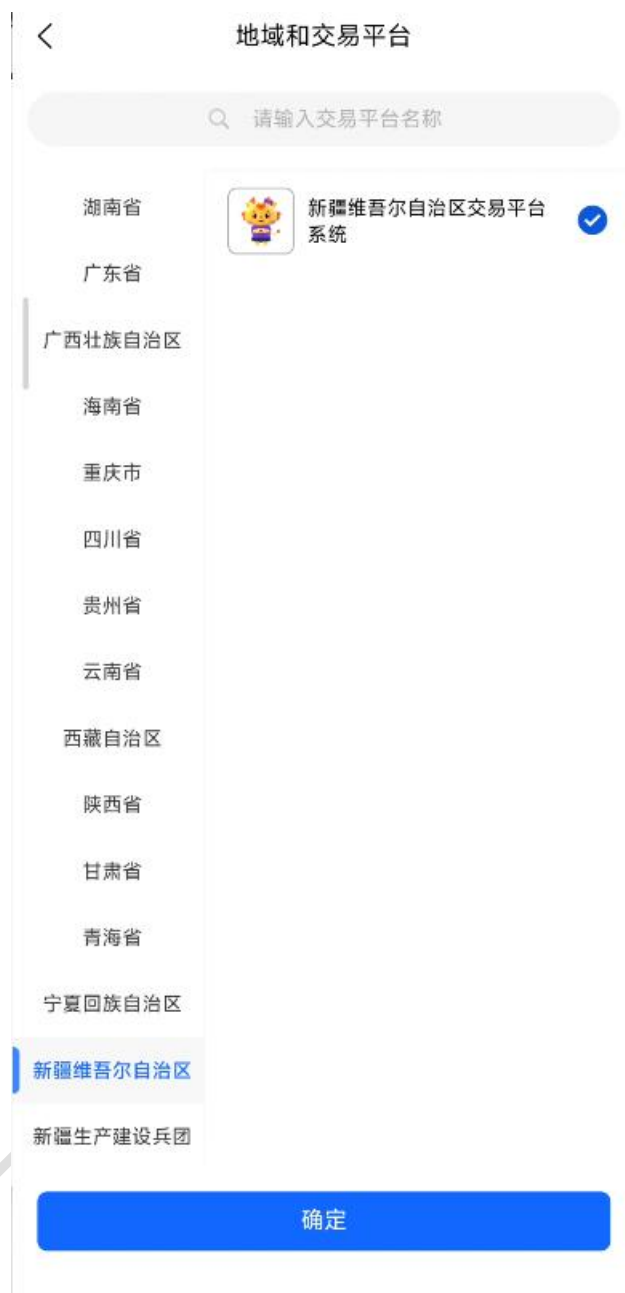 地域和交易平台
请输入交易平台名称
湖南省
广东省
广西壮族自治区
海南省
重庆市
四川省
贵州省
云南省
西藏自治区
陕西省
甘肃省
青海省
宁夏回族自治区
新疆维吾尔自治区
新疆生产建设兵团
新疆维吾尔自治区交易平台
系统
确定